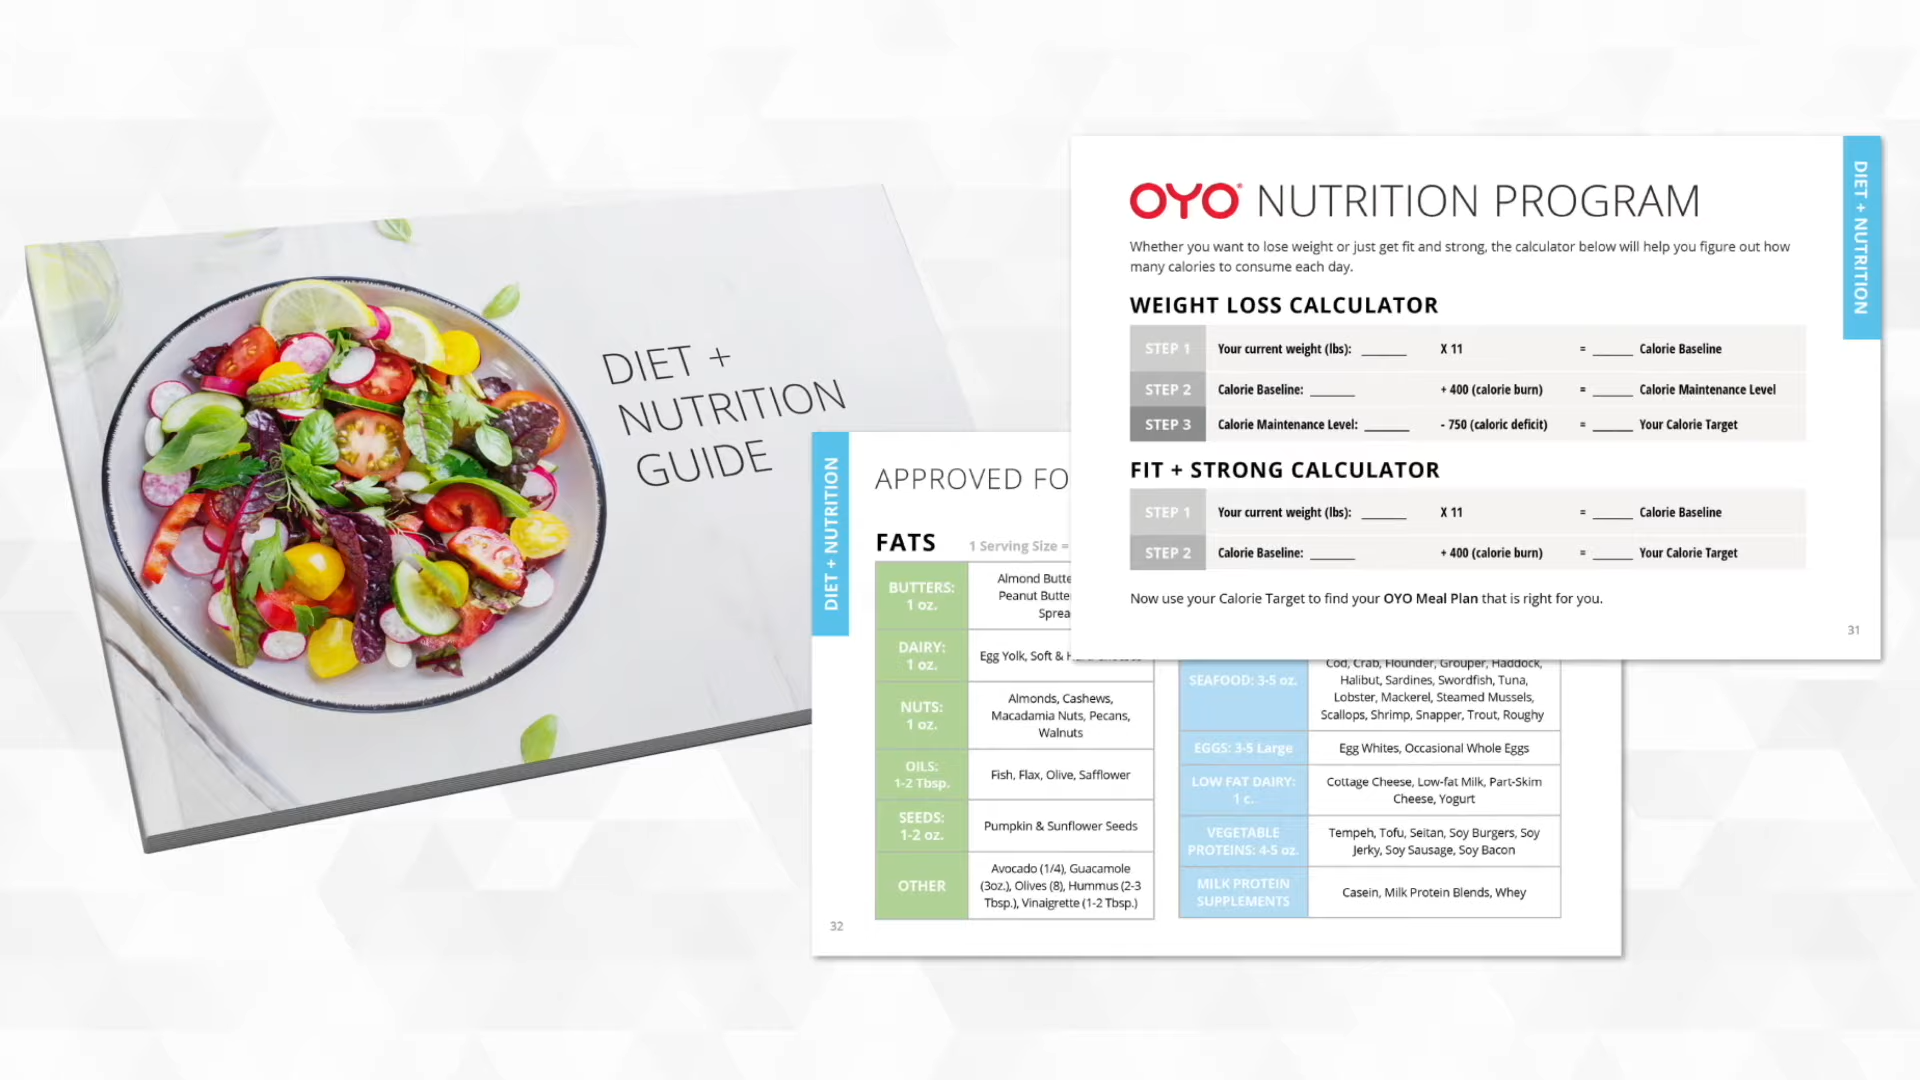 DIET +
NUTRITION
GUIDE
OYO® NUTRITION PROGRAM
Whether you want to lose weight or just get fit and strong, the calculator below will help you figure out how
many calories to consume each day.
WEIGHT LOSS CALCULATOR
STEP 1 Your current weight (lbs): ______ X 11 = ______ Calorie Baseline
STEP 2 Calorie Baseline: ______ + 400 (calorie burn) = ______ Calorie Maintenance Level
STEP 3 Calorie Maintenance Level: ______ - 750 (caloric deficit) = ______ Your Calorie Target
FIT + STRONG CALCULATOR
STEP 1 Your current weight (lbs): ______ X 11 = ______ Calorie Baseline
STEP 2 Calorie Baseline: ______ + 400 (calorie burn) = ______ Your Calorie Target
Now use your Calorie Target to find your OYO Meal Plan that is right for you.
31
DIET + NUTRITION
DIET + NUTRITION
APPROVED FO
FATS 1 Serving Size =
BUTTERS:
1 oz.
Almond Butte
Peanut Butte
Sprea
DAIRY:
1 oz.
Egg Yolk, Soft &
NUTS:
1 oz.
Almonds, Cashews,
Macadamia Nuts, Pecans,
Walnuts
OILS:
1-2 Tbsp.
Fish, Flax, Olive, Safflower
SEEDS:
1-2 oz.
Pumpkin & Sunflower Seeds
OTHER
Avocado (1/4), Guacamole
(3oz.), Olives (8), Hummus (2-3
Tbsp.), Vinaigrette (1-2 Tbsp.)
SEAFOOD: 3-5 oz.
Cod, Crab, Flounder, Grouper, Haddock,
Halibut, Sardines, Swordfish, Tuna,
Lobster, Mackerel, Steamed Mussels,
Scallops, Shrimp, Snapper, Trout, Roughy
EGGS: 3-5 Large
Egg Whites, Occasional Whole Eggs
LOW FAT DAIRY:
1 c.
Cottage Cheese, Low-fat Milk, Part-Skim
Cheese, Yogurt
VEGETABLE
PROTEINS: 4-5 oz.
Tempeh, Tofu, Seitan, Soy Burgers, Soy
Jerky, Soy Sausage, Soy Bacon
MILK PROTEIN
SUPPLEMENTS
Casein, Milk Protein Blends, Whey
32